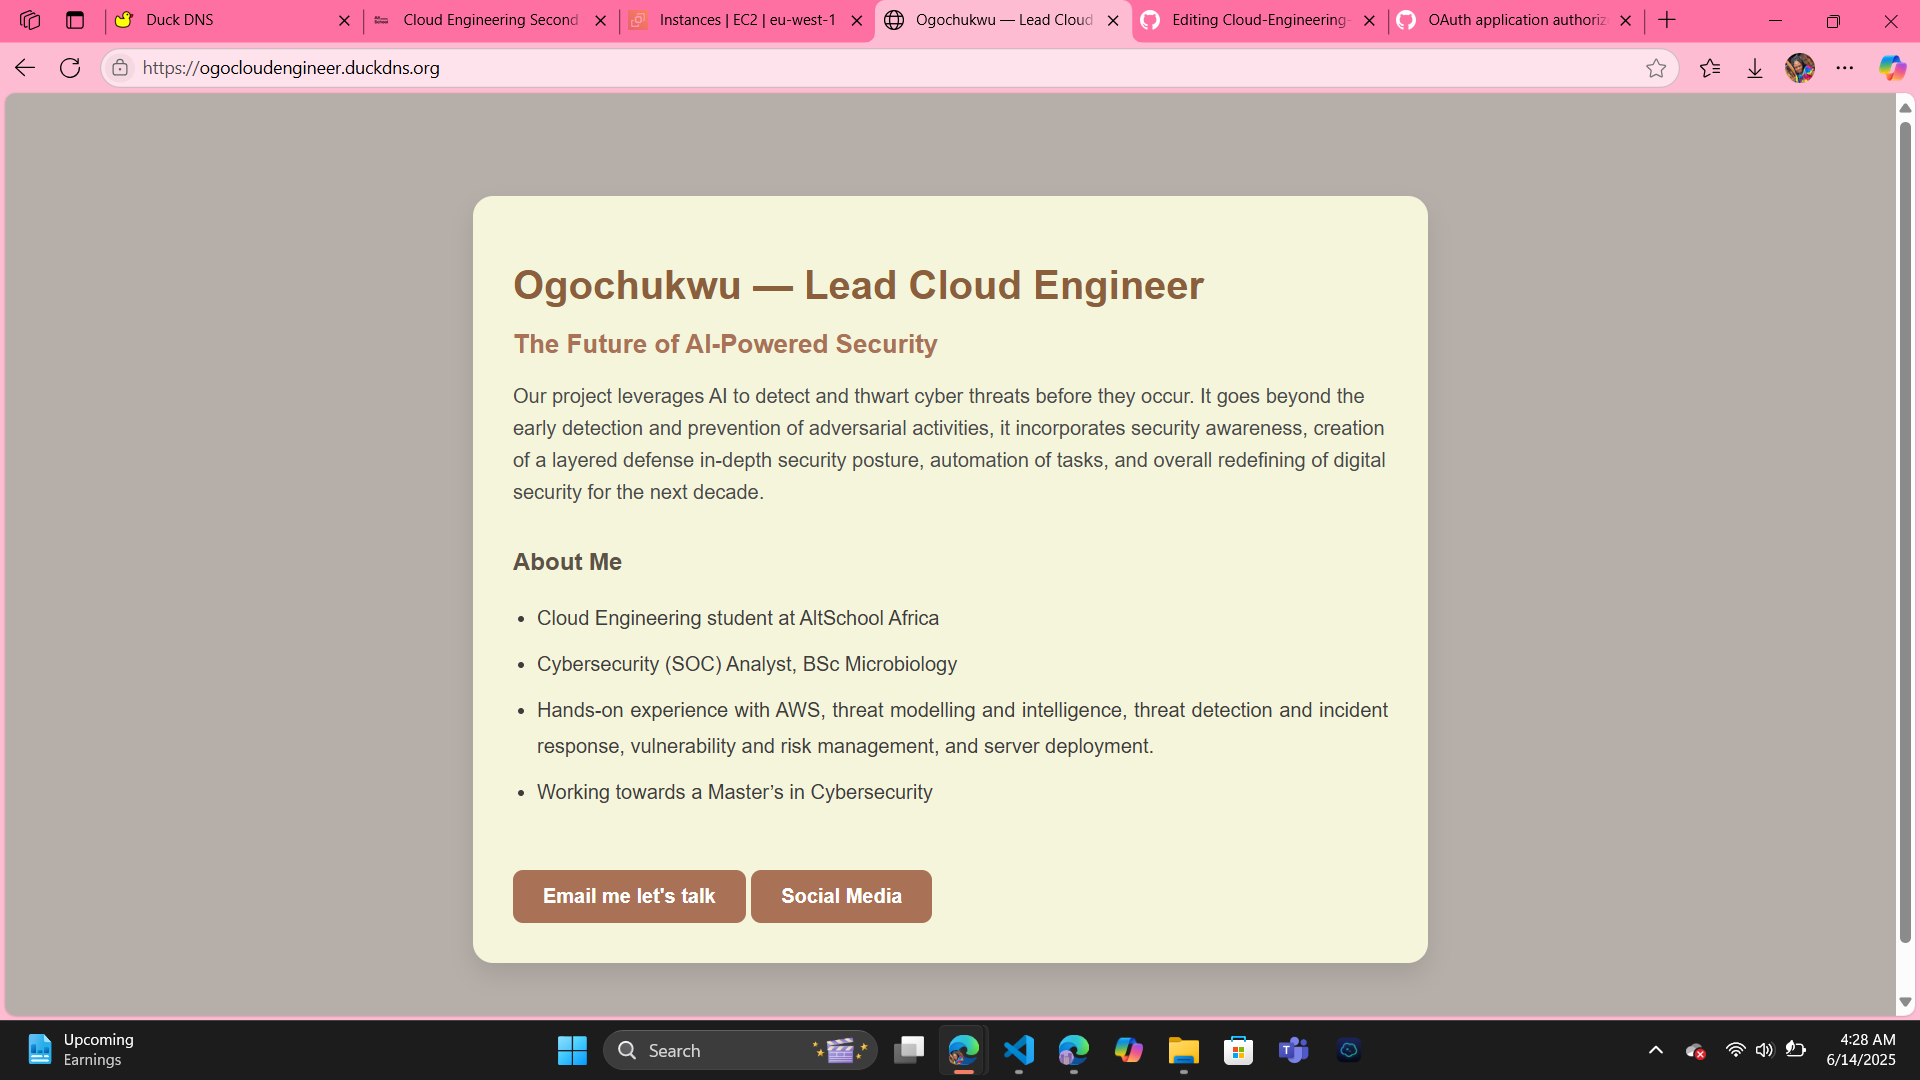 Duck DNS
Cloud Engineering Second
Instances | EC2 | eu-west-1
Ogochukwu — Lead Cloud
Editing Cloud-Engineering-
OAuth application authoriz
https://ogocloudengineer.duckdns.org
Ogochukwu — Lead Cloud Engineer
The Future of AI-Powered Security
Our project leverages AI to detect and thwart cyber threats before they occur. It goes beyond the
early detection and prevention of adversarial activities, it incorporates security awareness, creation
of a layered defense in-depth security posture, automation of tasks, and overall redefining of digital
security for the next decade.
About Me
• Cloud Engineering student at AltSchool Africa
• Cybersecurity (SOC) Analyst, BSc Microbiology
• Hands-on experience with AWS, threat modelling and intelligence, threat detection and incident
response, vulnerability and risk management, and server deployment.
• Working towards a Master’s in Cybersecurity
Email me let's talk
Social Media
Upcoming
Earnings
Search
4:28 AM
6/14/2025